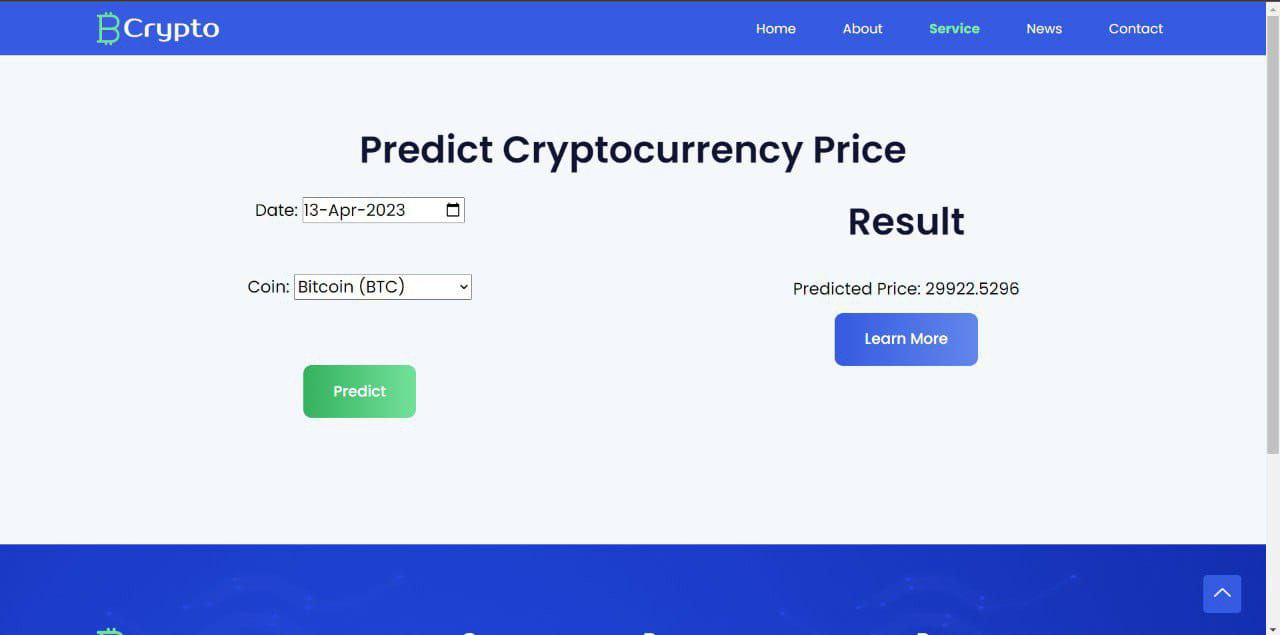 Crypto
Home About Service News Contact
Predict Cryptocurrency Price
Date: 13-Apr-2023
Coin: Bitcoin (BTC)
Predict
Result
Predicted Price: 29922.5296
Learn More